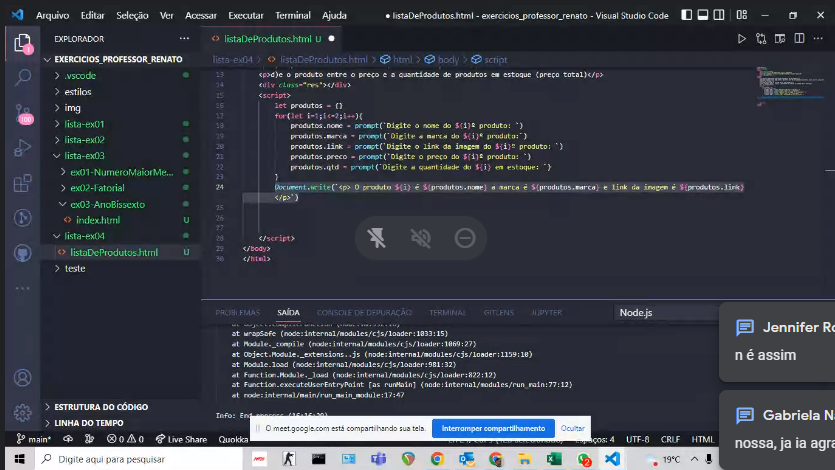 Arquivo Editar Seleção Ver Acessar Executar Terminal Ajuda
listaDeProdutos.html - exercicios_professor_renato - Visual Studio Code
EXPLORADOR
listaDeProdutos.html U
EXERCICIOS_PROFESSOR_RENATO
.vscode
estilos
img
lista-ex01
lista-ex02
lista-ex03
ex01-NumeroMaiorMe...
ex02-Fatorial
ex03-AnoBissexto
index.html U
lista-ex04
listaDeProdutos.html U
teste
ESTRUTURA DO CÓDIGO
LINHA DO TEMPO
lista-ex04 > listaDeProdutos.html > html > body > script
13 <p>d)e o produto entre o preço e a quantidade de produtos em estoque (preço total)</p>
14 <div class="res"></div>
15 <script>
16 let produtos = {}
17 for(let i=1;i<=2;i++){
18 produtos.nome = prompt(`Digite o nome do ${i}º produto: `)
19 produtos.marca = prompt(`Digite a marca do ${i}º produto: `)
20 produtos.link = prompt(`Digite o link da imagem do ${i}º produto: `)
21 produtos.preco = prompt(`Digite o preço do ${i}º produto: `)
22 produtos.qtd = prompt(`Digite a quantidade do ${i} em estoque: `)
23 }
24 Document.write(`<p> O produto ${i} é ${produtos.nome} a marca é ${produtos.marca} e link da imagem é ${produtos.link}
</p>`)
25
26
27
28 </script>
29 </body>
30 </html>
PROBLEMAS SAÍDA CONSOLE DE DEPURAÇÃO TERMINAL GITLENS JUPYTER Node.js
at wrapSafe (node:internal/modules/cjs/loader:1033:15)
at Module._compile (node:internal/modules/cjs/loader:1069:27)
at Object.Module._extensions..js (node:internal/modules/cjs/loader:1159:10)
at Module.load (node:internal/modules/cjs/loader:981:32)
at Function.Module._load (node:internal/modules/cjs/loader:822:12)
at Function.executeUserEntryPoint [as runMain] (node:internal/modules/run_main:77:12)
at node:internal/main/run_main_module:17:47
Info: End process
O meet.google.com está compartilhando sua tela. Interromper compartilhamento Ocultar
Jennifer Ro
n é assim
Gabriela Na
nossa, ja ia agra
main* 0 0 Live Share Quokka Espaços: 4 UTF-8 CRLF HTML
Digite aqui para pesquisar
19°C